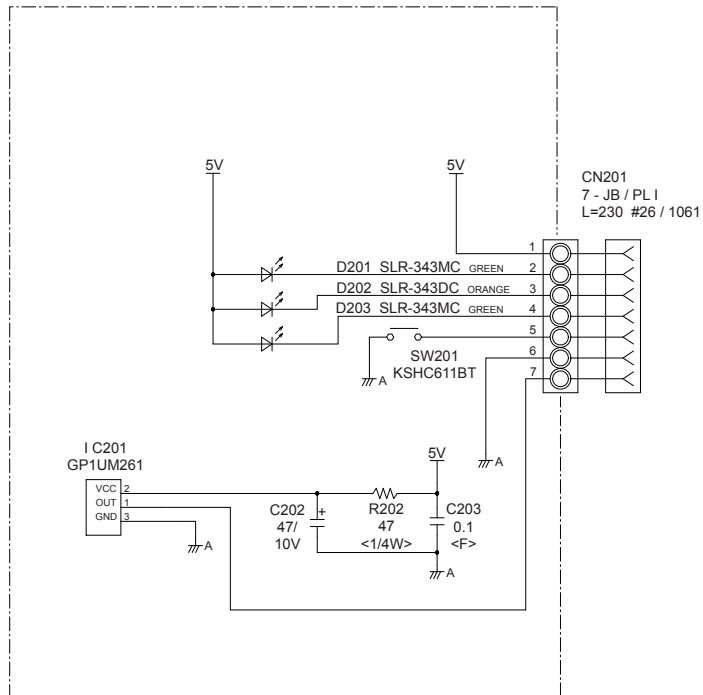 5V
5V
CN201
7 - JB / PL I
L=230 #26 / 1061
1
D201 SLR-343MC GREEN 2
D202 SLR-343DC ORANGE 3
D203 SLR-343MC GREEN 4
5
SW201
KSHC611BT
A
6
7
A
I C201
GP1UM261
VCC 2
OUT 1
GND 3
A
5V
C202
47/
10V
+
R202
47
<1/4W>
C203
0.1
<F>
A